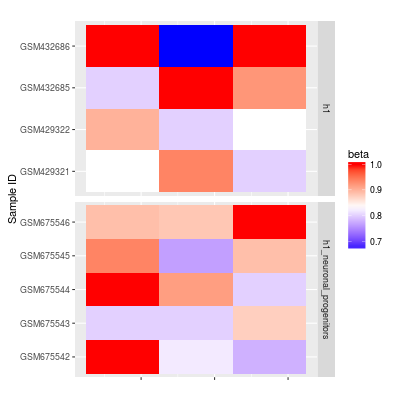 Sample ID
GSM432686
GSM432685
GSM429322
GSM429321
h1
GSM675546
GSM675545
GSM675544
GSM675543
GSM675542
h1_neuronal_progenitors
beta
1.0
0.9
0.8
0.7